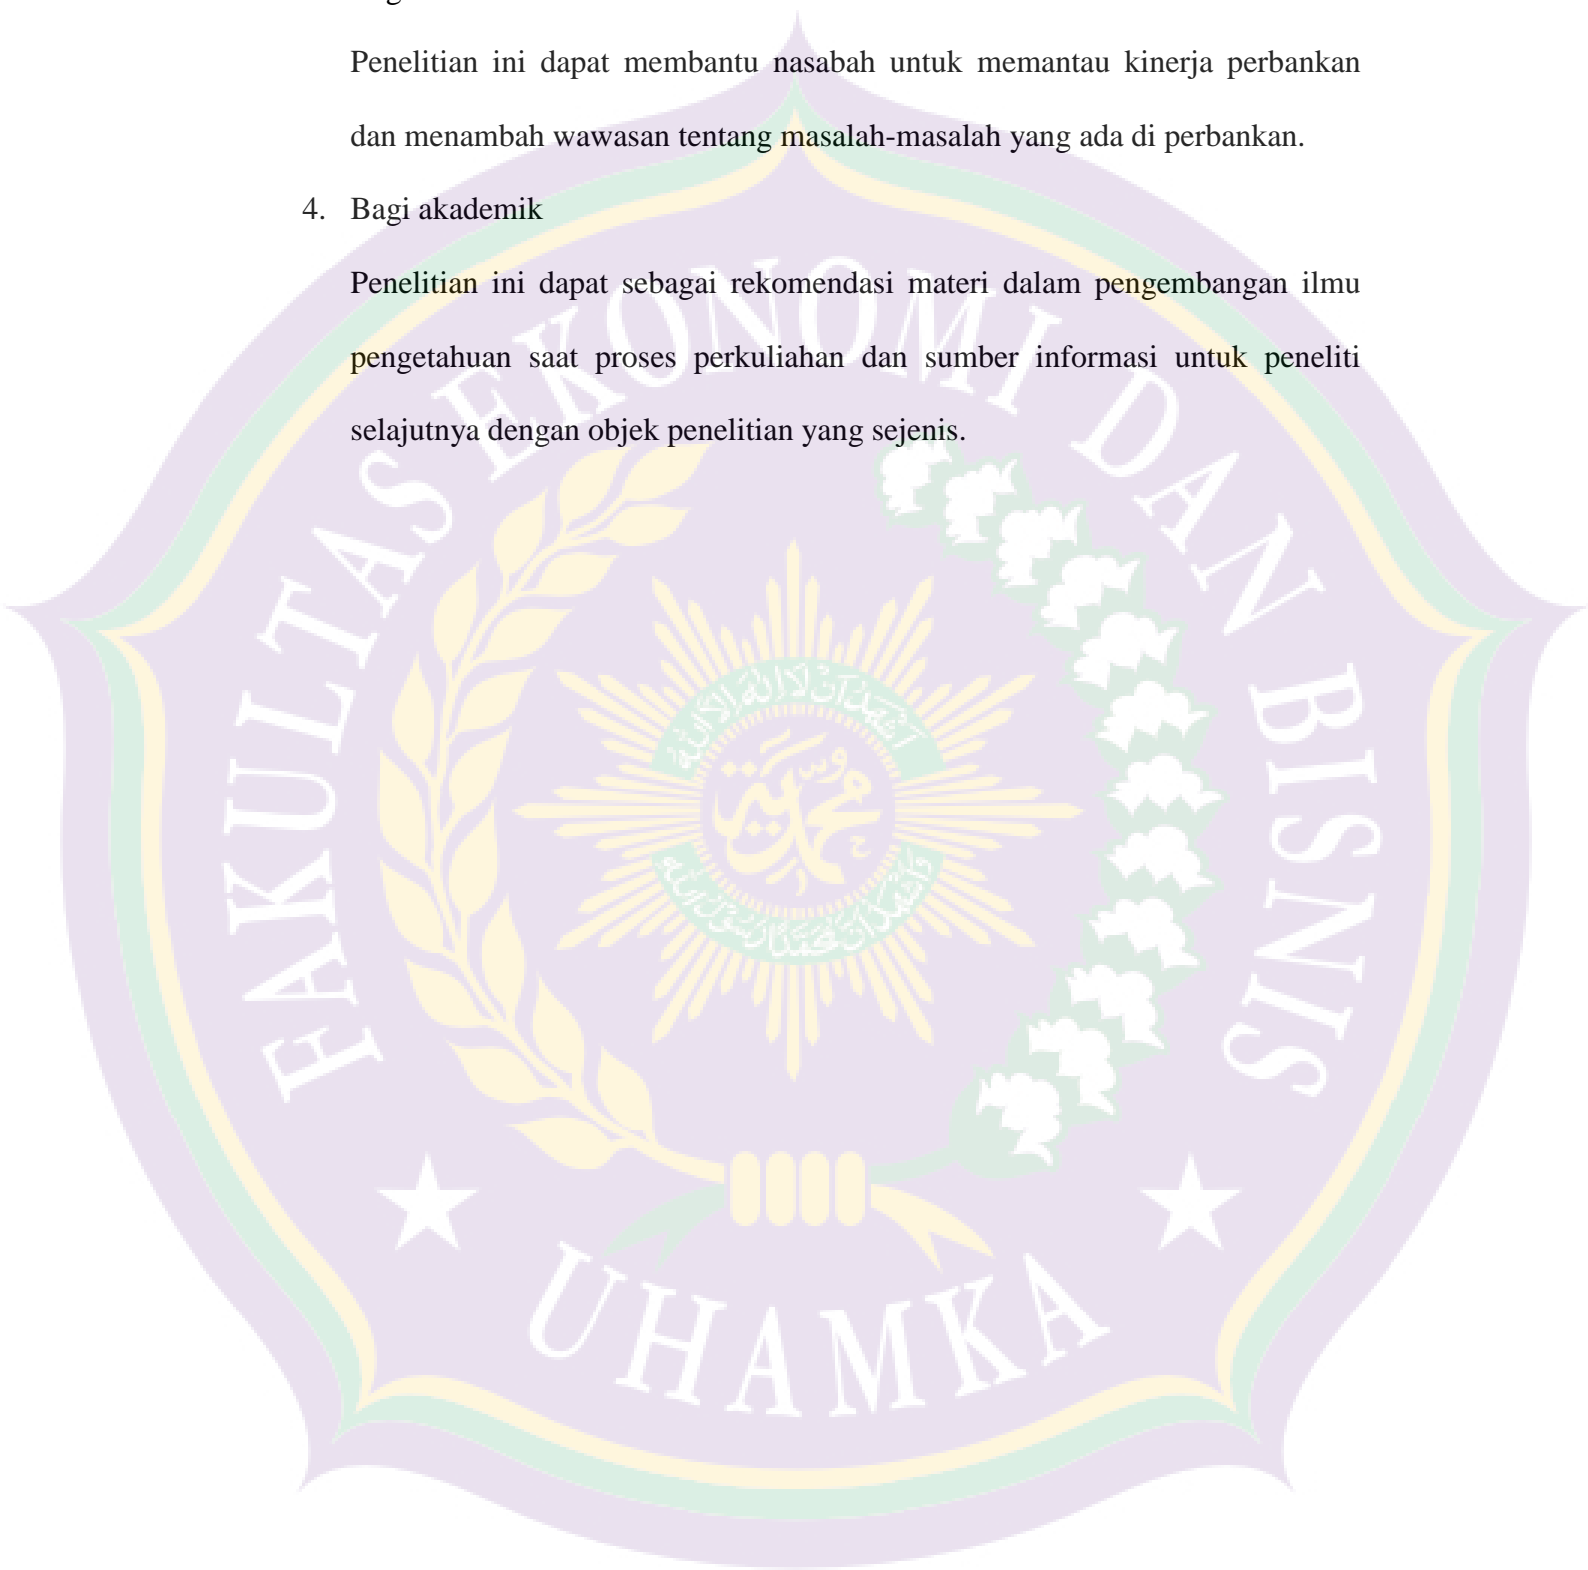 Penelitian ini dapat membantu nasabah untuk memantau kinerja perbankan
dan menambah wawasan tentang masalah-masalah yang ada di perbankan.
4. Bagi akademik
Penelitian ini dapat sebagai rekomendasi materi dalam pengembangan ilmu
pengetahuan saat proses perkuliahan dan sumber informasi untuk peneliti
selajutnya dengan objek penelitian yang sejenis.
FAKULTAS EKONOMI DAN BISNIS
محمدية
UHAMKA